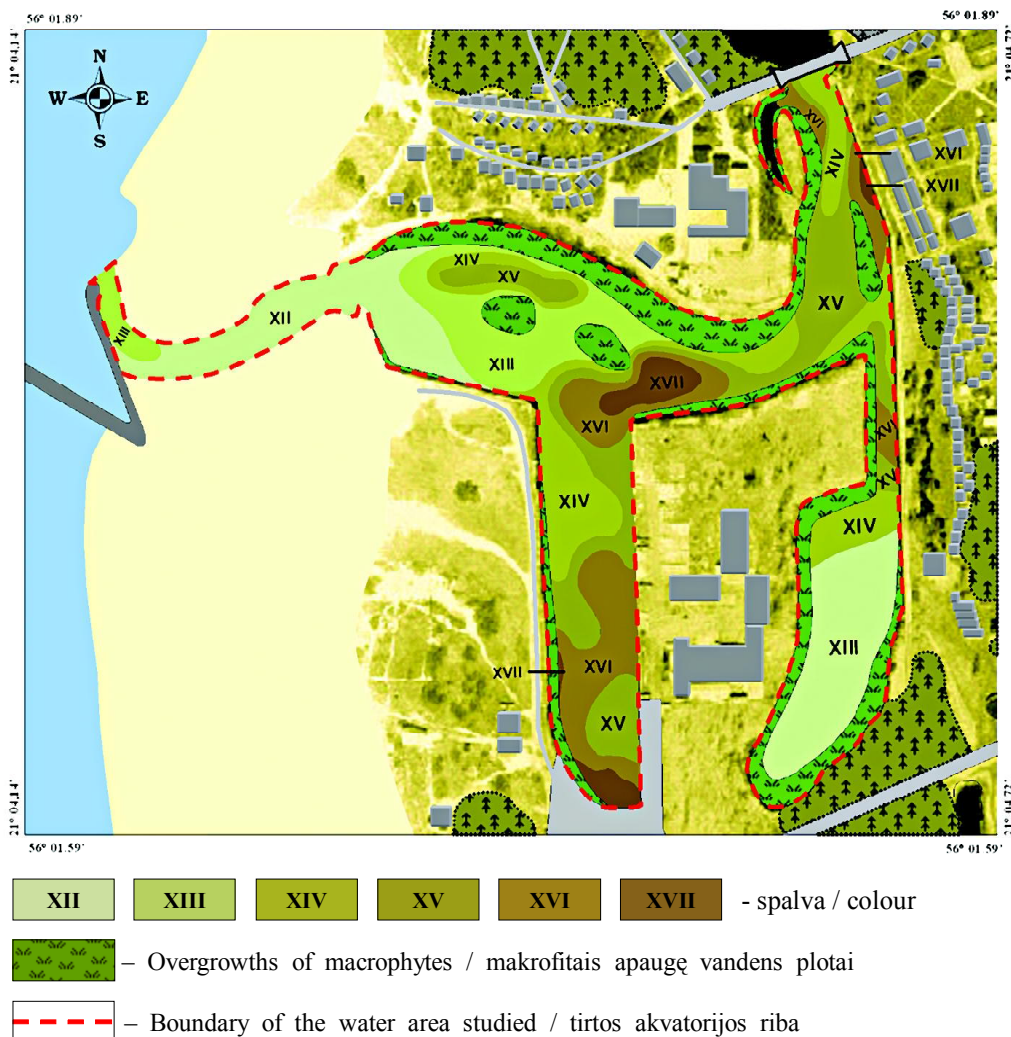 56° 01.89' 56° 01.89'
21° 04.14' 21° 04.72'
N
W E
S
XVI
XIV
XVI
XVII
XIV
XV
XV
XII
XIII
XIII
XVII
XVI
XVI
XV
XIV
XIV
XIII
XVII
XVI
XV
21° 04.14' 21° 04.72'
56° 01.59' 56° 01.59'
XII XIII XIV XV XVI XVII - spalva / colour
– Overgrowths of macrophytes / makrofitais apaugę vandens plotai
– Boundary of the water area studied / tirtos akvatorijos riba